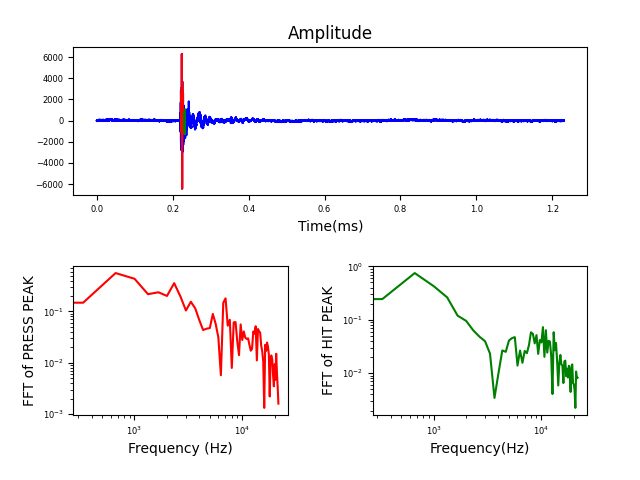 Amplitude
6000
4000
2000
0
−2000
−4000
−6000
0.0 0.2 0.4 0.6 0.8 1.0 1.2
Time(ms)
FFT of PRESS PEAK
10⁻¹
10⁻²
10⁻³
10³ 10⁴
Frequency (Hz)
FFT of HIT PEAK
10⁰
10⁻¹
10⁻²
10³ 10⁴
Frequency(Hz)